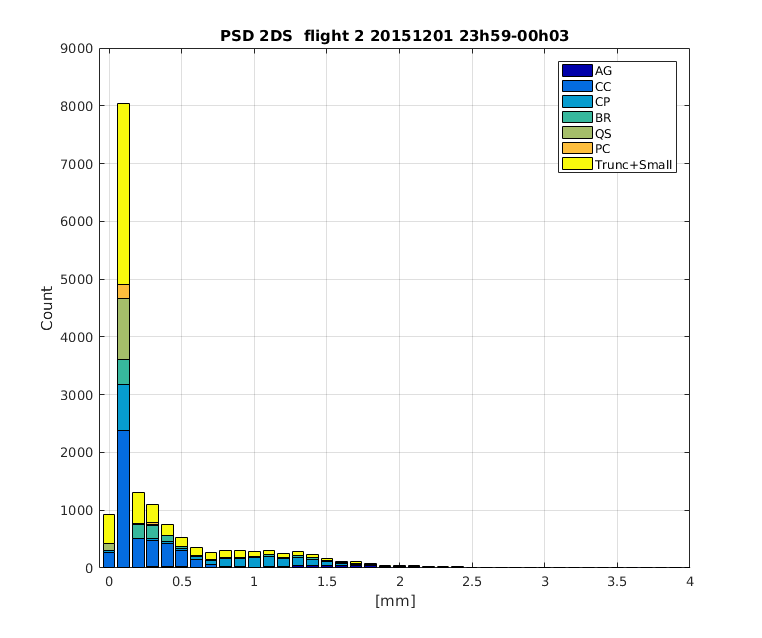 PSD 2DS  flight 2 20151201 23h59-00h03
9000
8000
7000
6000
5000
4000
3000
2000
1000
0
Count
AG
CC
CP
BR
QS
PC
Trunc+Small
0 0.5 1 1.5 2 2.5 3 3.5 4
[mm]